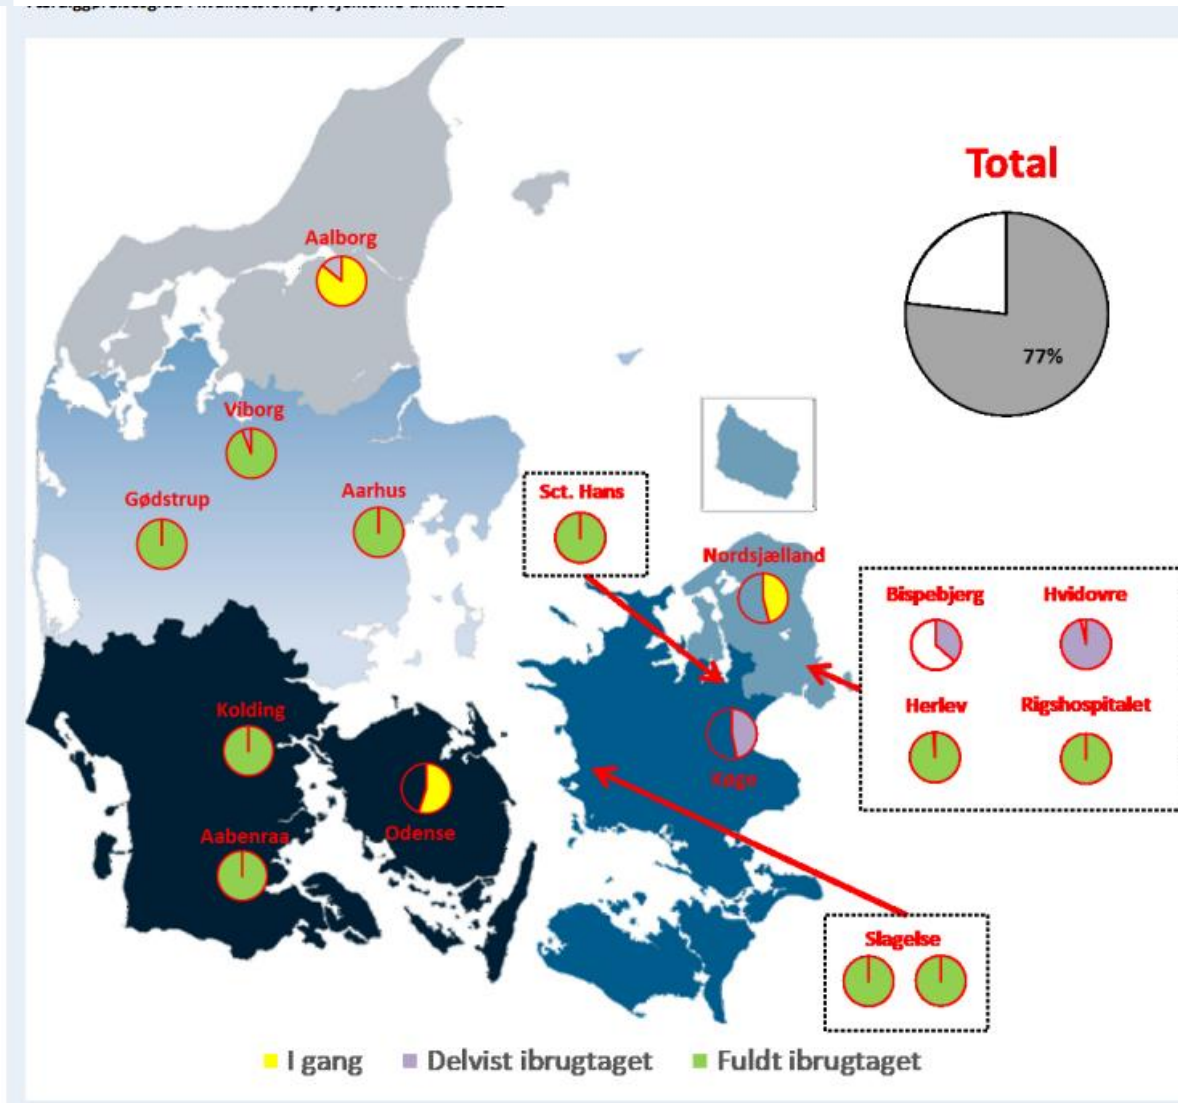 Total
Aalborg
77%
Viborg
Gødstrup
Aarhus
Sct. Hans
Nordsjælland
Bispebjerg
Hvidovre
Herlev
Rigshospitalet
Kolding
Køge
Odense
Aabenraa
Slagelse
I gang
Delvist ibrugtaget
Fuldt ibrugtaget